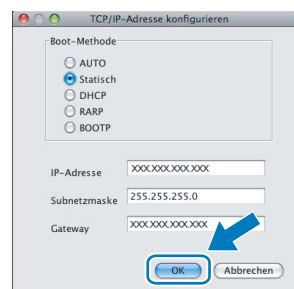 TCP/IP-Adresse konfigurieren
Boot-Methode
AUTO
Statisch
DHCP
RARP
BOOTP
IP-Adresse XXX.XXX.XXX.XXX
Subnetzmaske 255.255.255.0
Gateway XXX.XXX.XXX.XXX
OK Abbrechen